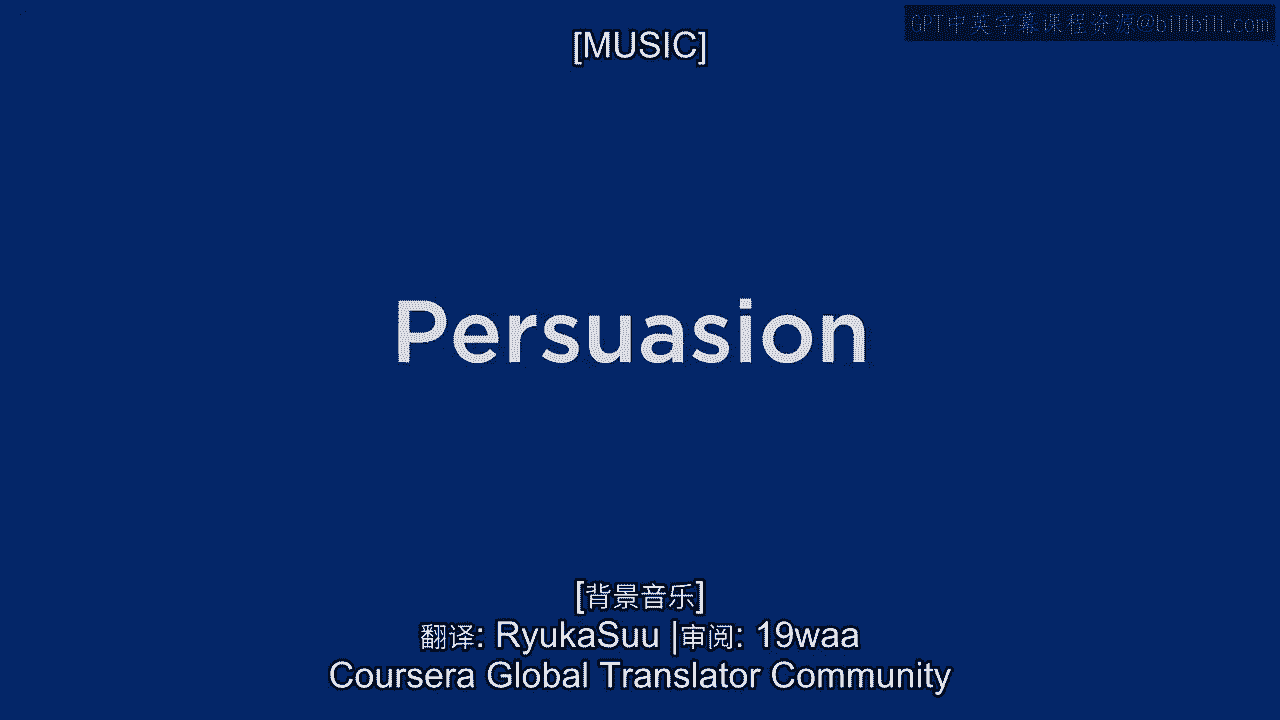 GPT中英字幕课程资源@bilibili.com
[MUSIC]
Persuasion
[背景音乐]
翻译: RyukaSuu |审阅: 19waa
Coursera Global Translator Community